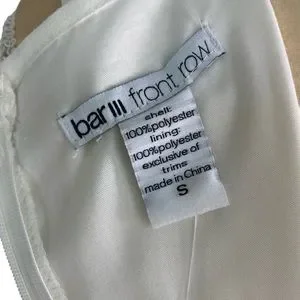 bar III front row
shell:
100%polyester
lining:
100%polyester
exclusive of
trims
made in China
S